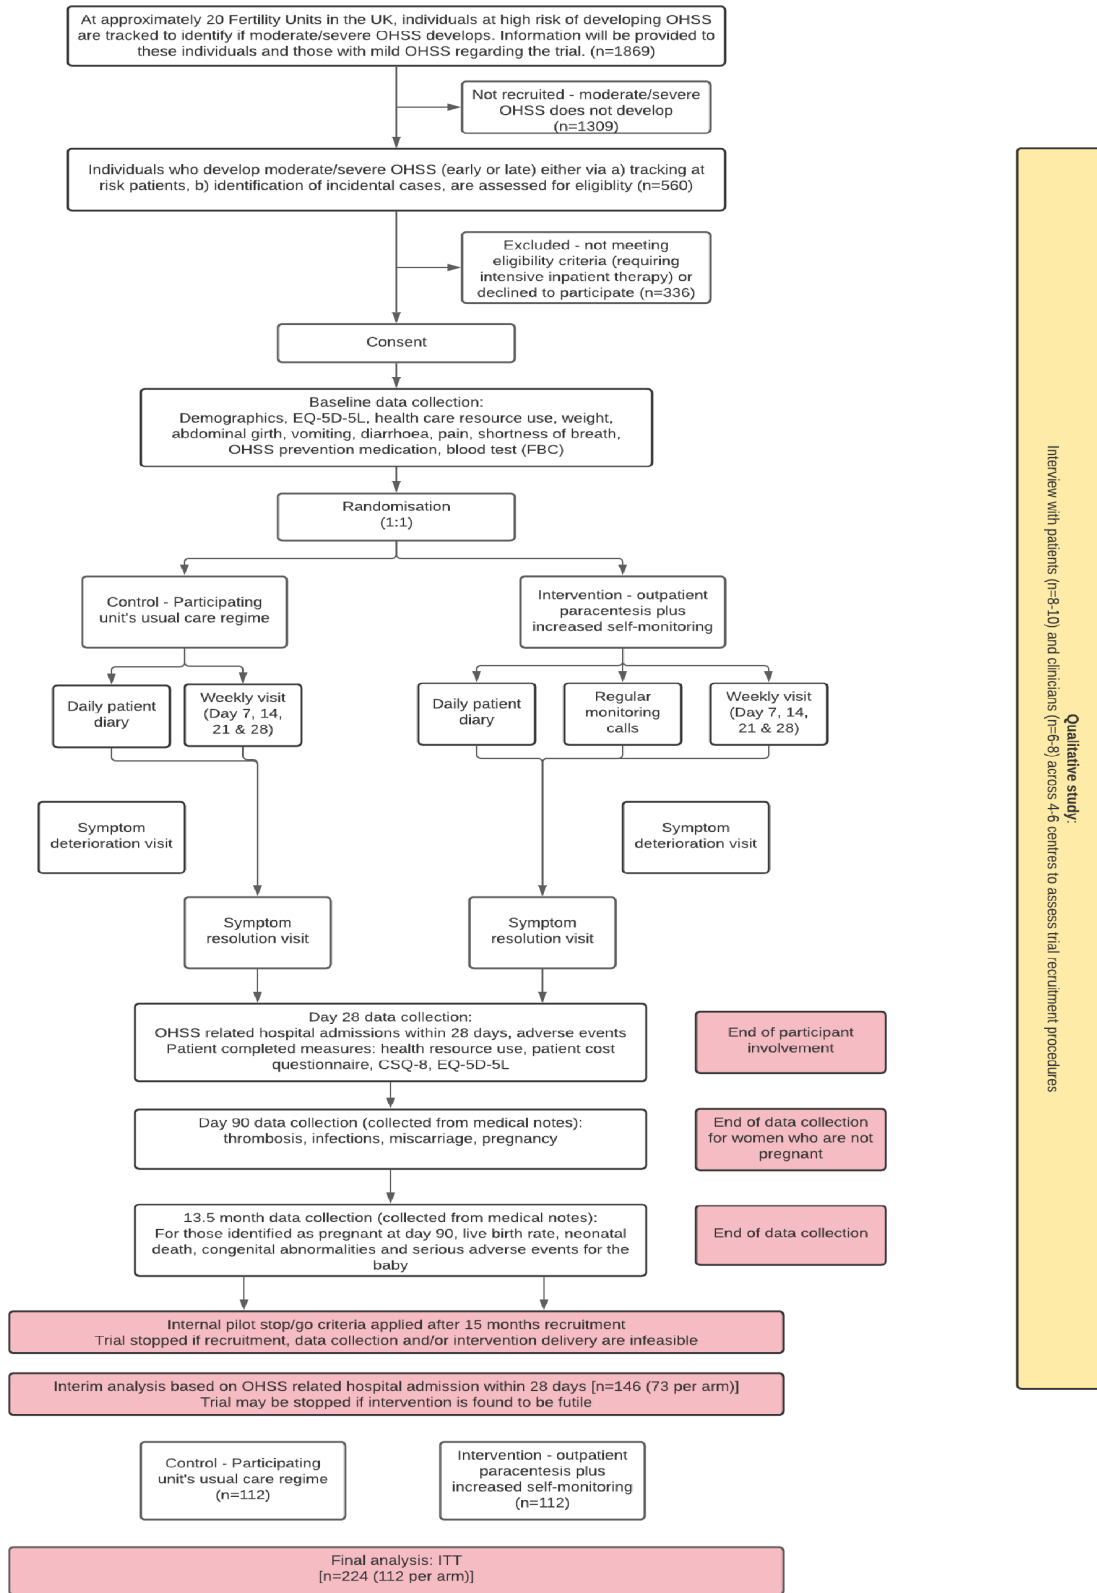 At approximately 20 Fertility Units in the UK, individuals at high risk of developing OHSS
are tracked to identify if moderate/severe OHSS develops. Information will be provided to
these individuals and those with mild OHSS regarding the trial. (n=1869)
Not recruited - moderate/severe
OHSS does not develop
(n=1309)
Individuals who develop moderate/severe OHSS (early or late) either via a) tracking at
risk patients, b) identification of incidental cases, are assessed for eligiblity (n=560)
Excluded - not meeting
eligibility criteria (requiring
intensive inpatient therapy) or
declined to participate (n=336)
Consent
Baseline data collection:
Demographics, EQ-5D-5L, health care resource use, weight,
abdominal girth, vomiting, diarrhoea, pain, shortness of breath,
OHSS prevention medication, blood test (FBC)
Randomisation
(1:1)
Control - Participating
unit's usual care regime
Intervention - outpatient
paracentesis plus
increased self-monitoring
Daily patient
diary
Weekly visit
(Day 7, 14,
21 & 28)
Daily patient
diary
Regular
monitoring
calls
Weekly visit
(Day 7, 14,
21 & 28)
Symptom
deterioration visit
Symptom
deterioration visit
Symptom
resolution visit
Symptom
resolution visit
Day 28 data collection:
OHSS related hospital admissions within 28 days, adverse events
Patient completed measures: health resource use, patient cost
questionnaire, CSQ-8, EQ-5D-5L
End of participant
involvement
Day 90 data collection (collected from medical notes):
thrombosis, infections, miscarriage, pregnancy
End of data collection
for women who are not
pregnant
13.5 month data collection (collected from medical notes):
For those identified as pregnant at day 90, live birth rate, neonatal
death, congenital abnormalities and serious adverse events for the
baby
End of data collection
Internal pilot stop/go criteria applied after 15 months recruitment
Trial stopped if recruitment, data collection and/or intervention delivery are infeasible
Interim analysis based on OHSS related hospital admission within 28 days [n=146 (73 per arm)]
Trial may be stopped if intervention is found to be futile
Control - Participating
unit's usual care regime
(n=112)
Intervention - outpatient
paracentesis plus
increased self-monitoring
(n=112)
Final analysis: ITT
[n=224 (112 per arm)]
Qualitative study:
Interview with patients (n=8-10) and clinicians (n=6-8) across 4-6 centres to assess trial recruitment procedures